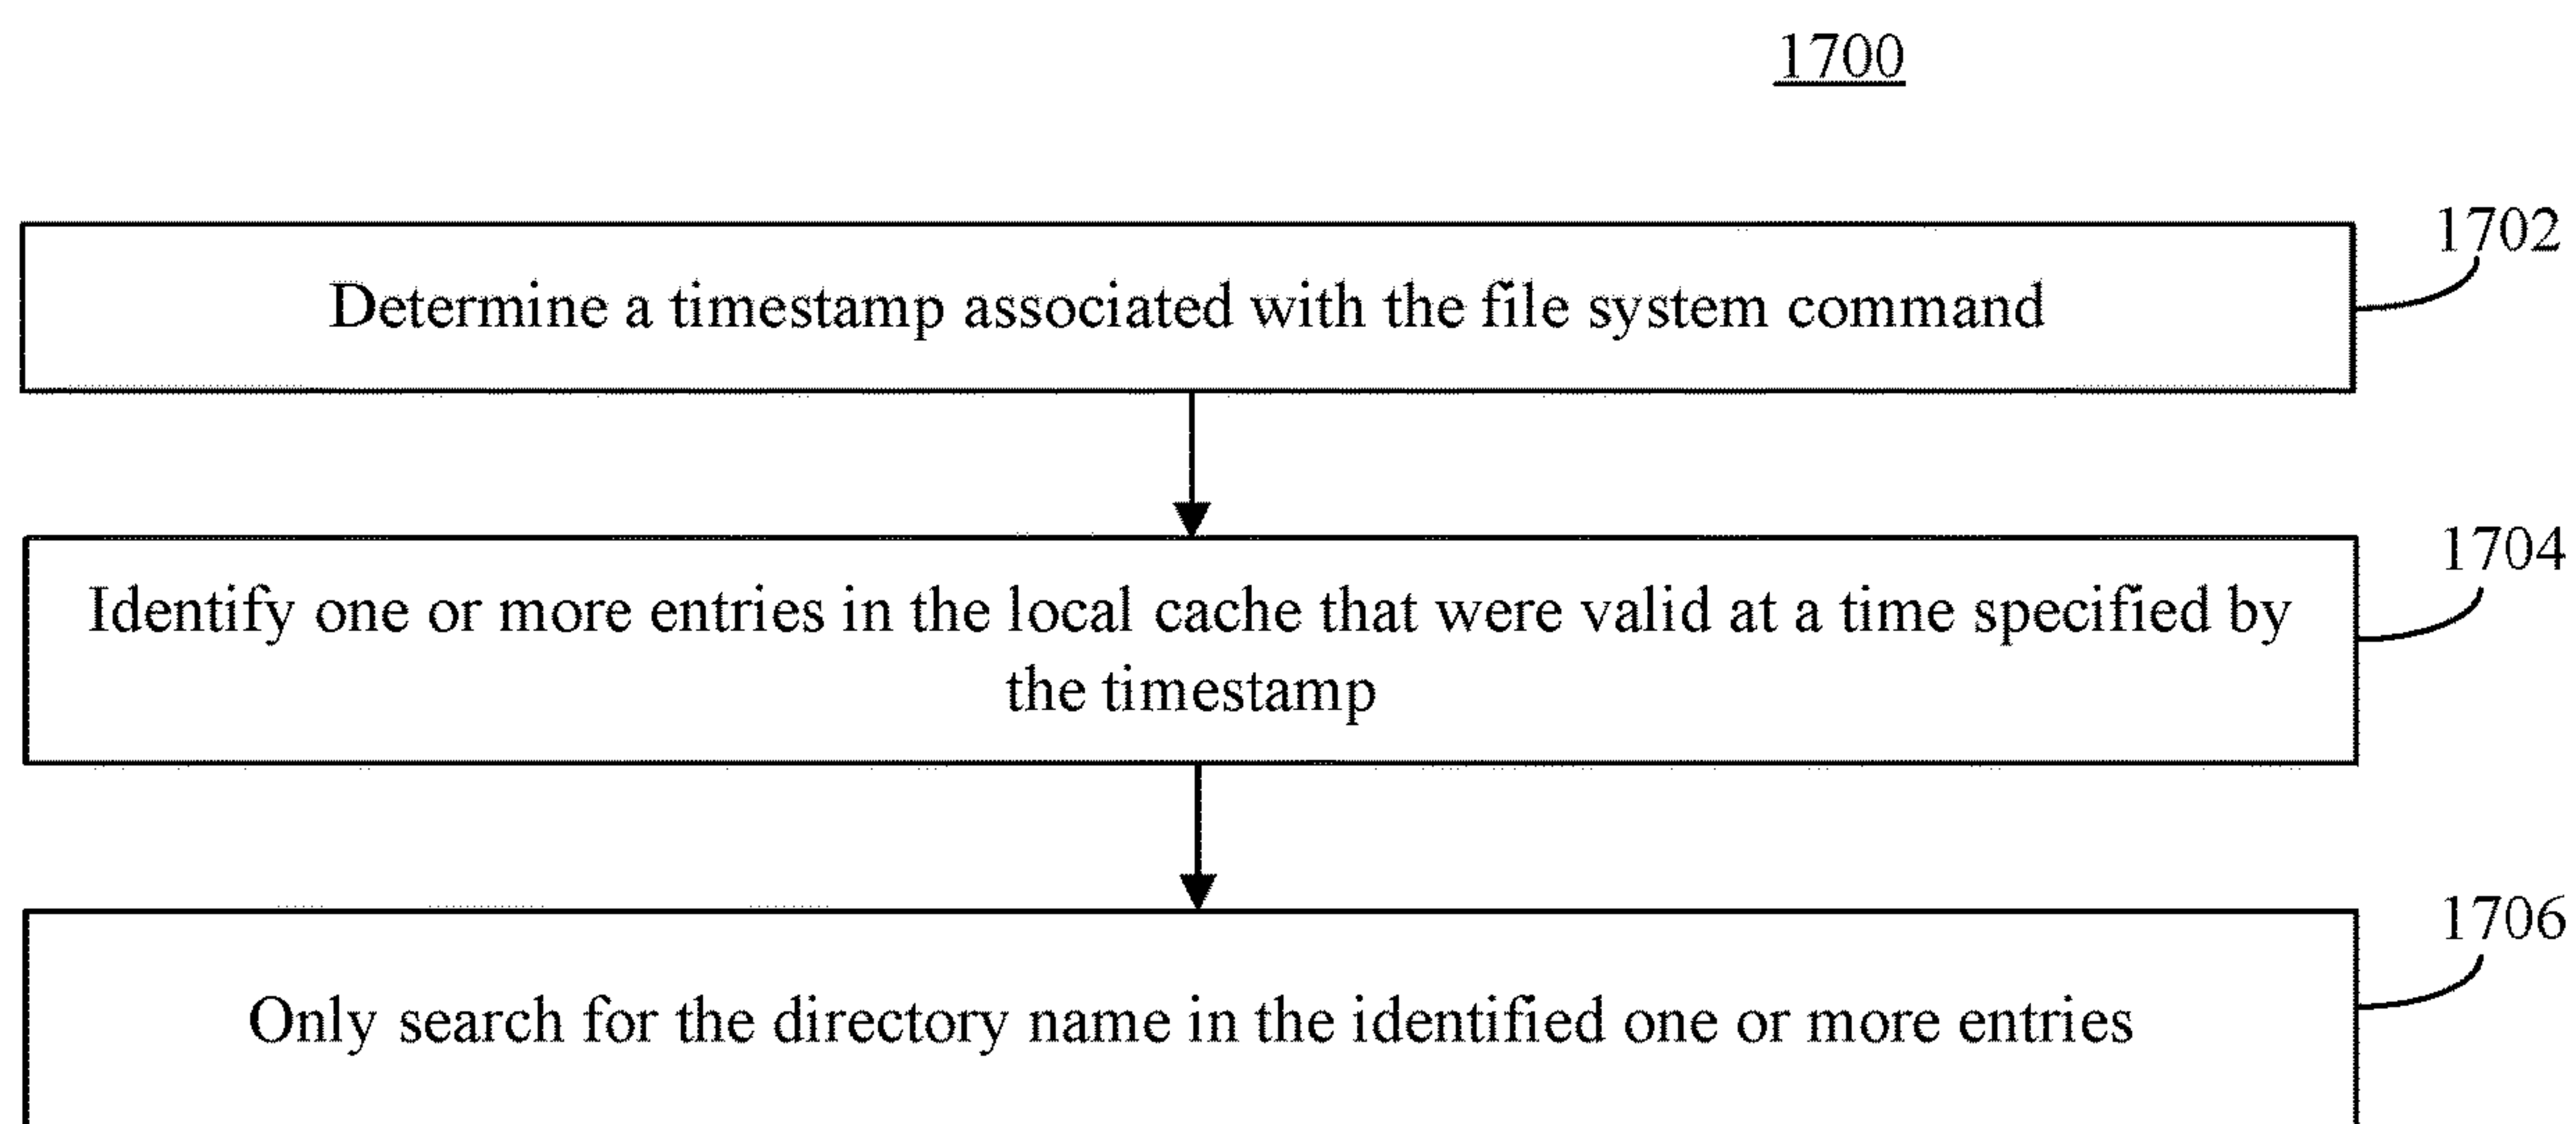 1700
1702
Determine a timestamp associated with the file system command
1704
Identify one or more entries in the local cache that were valid at a time specified by
the timestamp
1706
Only search for the directory name in the identified one or more entries